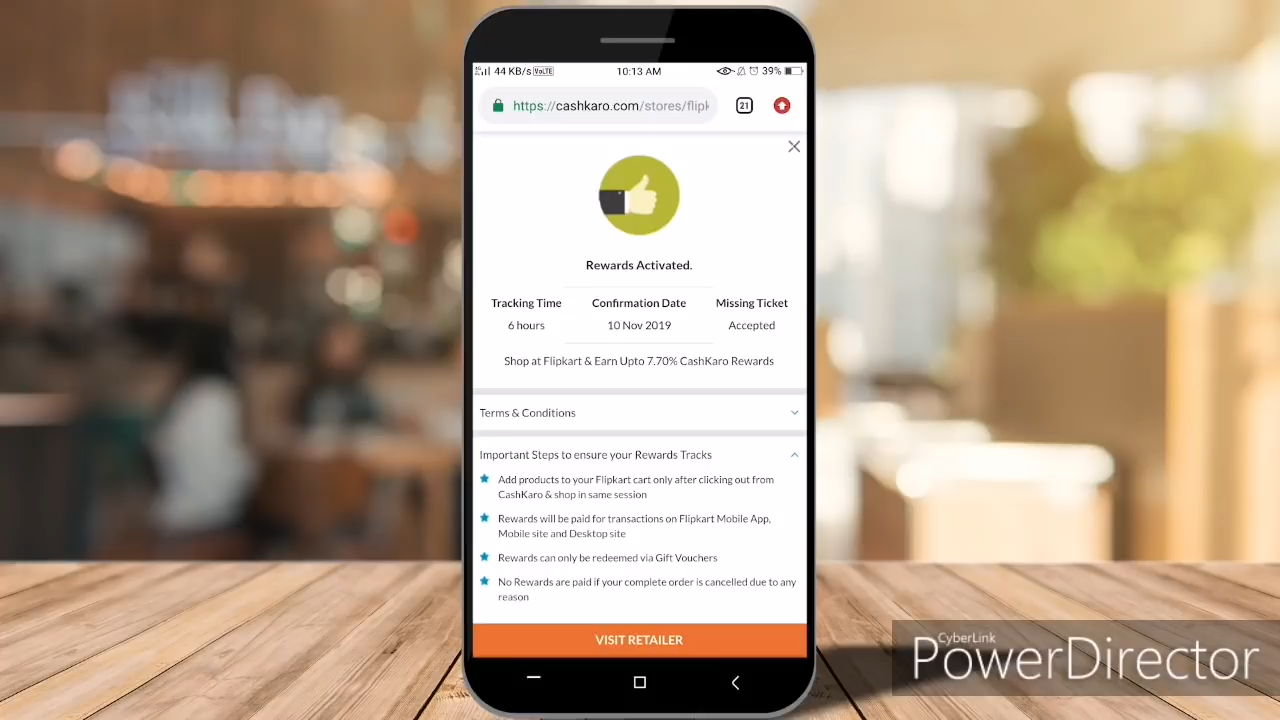 44 KB/s VoLTE 10:13 AM 39%
https://cashkaro.com/stores/flipk 21
Rewards Activated.
Tracking Time Confirmation Date Missing Ticket
6 hours 10 Nov 2019 Accepted
Shop at Flipkart & Earn Upto 7.70% CashKaro Rewards
Terms & Conditions
Important Steps to ensure your Rewards Tracks
Add products to your Flipkart cart only after clicking out from
CashKaro & shop in same session
Rewards will be paid for transactions on Flipkart Mobile App,
Mobile site and Desktop site
Rewards can only be redeemed via Gift Vouchers
No Rewards are paid if your complete order is cancelled due to any
reason
VISIT RETAILER
CyberLink
PowerDirector